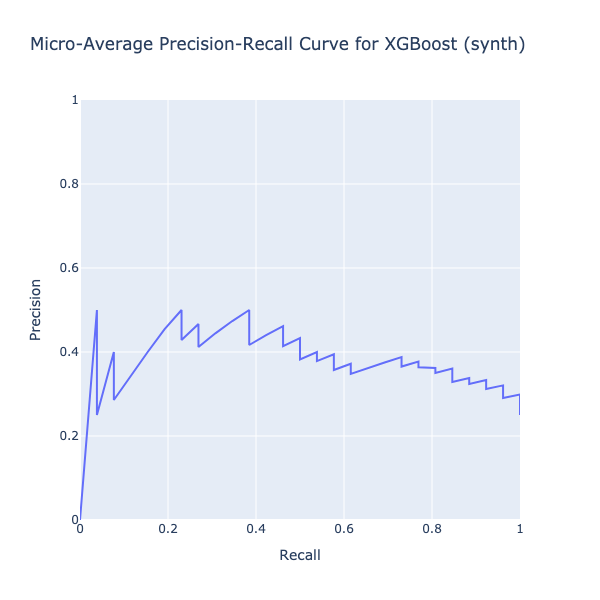 Micro-Average Precision-Recall Curve for XGBoost (synth)
1
0.8
0.6
0.4
0.2
0
Precision
0 0.2 0.4 0.6 0.8 1
Recall